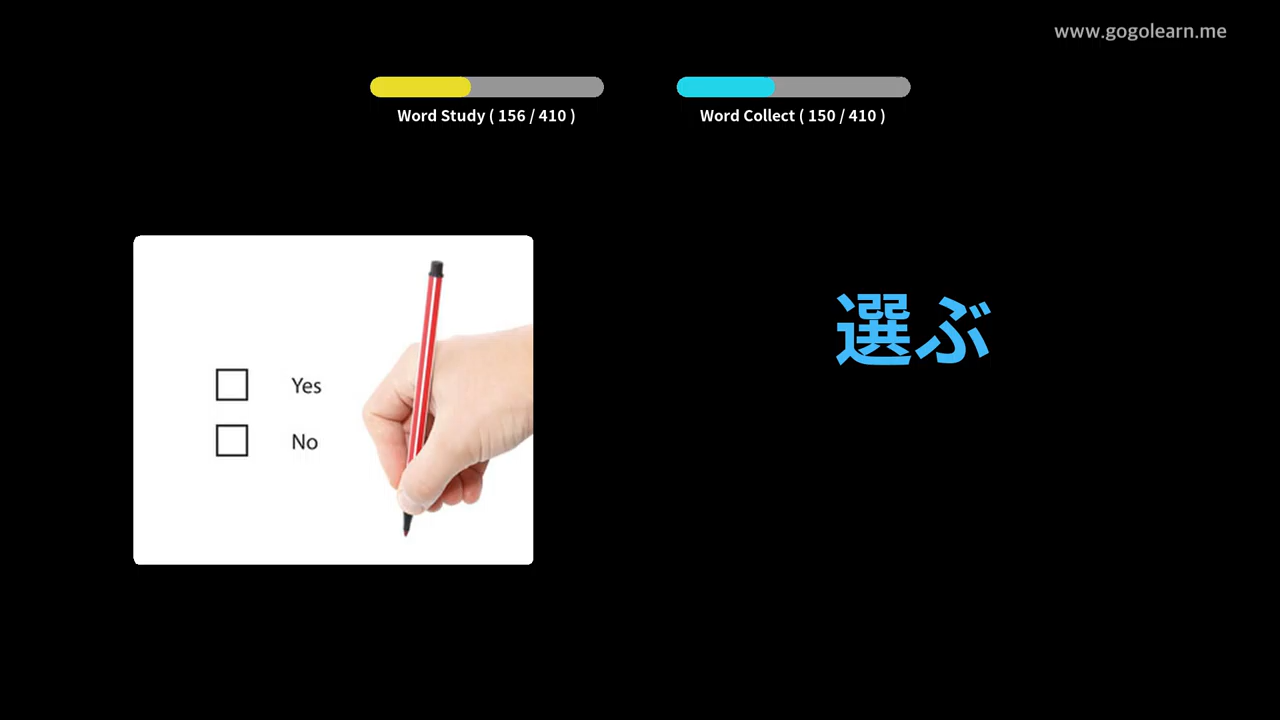 www.gogolearn.me
Word Study ( 156 / 410 )
Word Collect ( 150 / 410 )
Yes
No
選ぶ